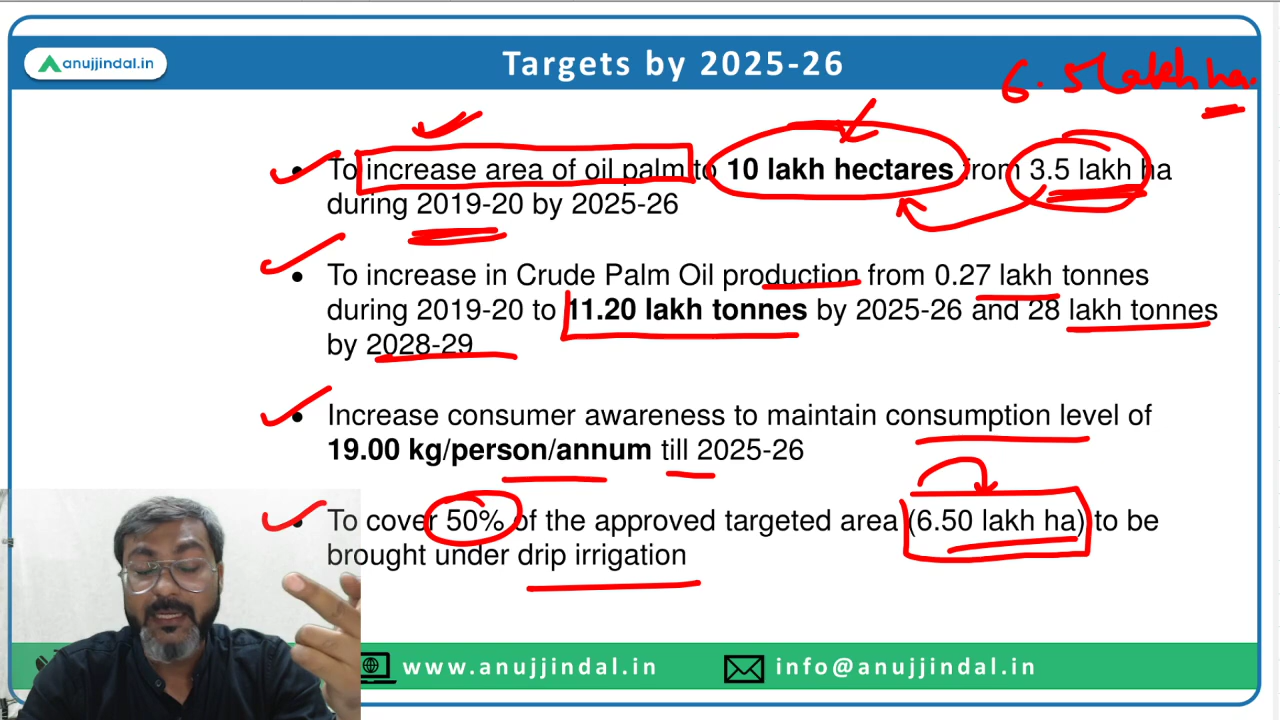 anujjindal.in
Targets by 2025-26
6.5 lakh ha.
• To increase area of oil palm to 10 lakh hectares from 3.5 lakh ha
during 2019-20 by 2025-26
• To increase in Crude Palm Oil production from 0.27 lakh tonnes
during 2019-20 to 11.20 lakh tonnes by 2025-26 and 28 lakh tonnes
by 2028-29
• Increase consumer awareness to maintain consumption level of
19.00 kg/person/annum till 2025-26
• To cover 50% of the approved targeted area (6.50 lakh ha) to be
brought under drip irrigation
www.anujjindal.in
info@anujjindal.in